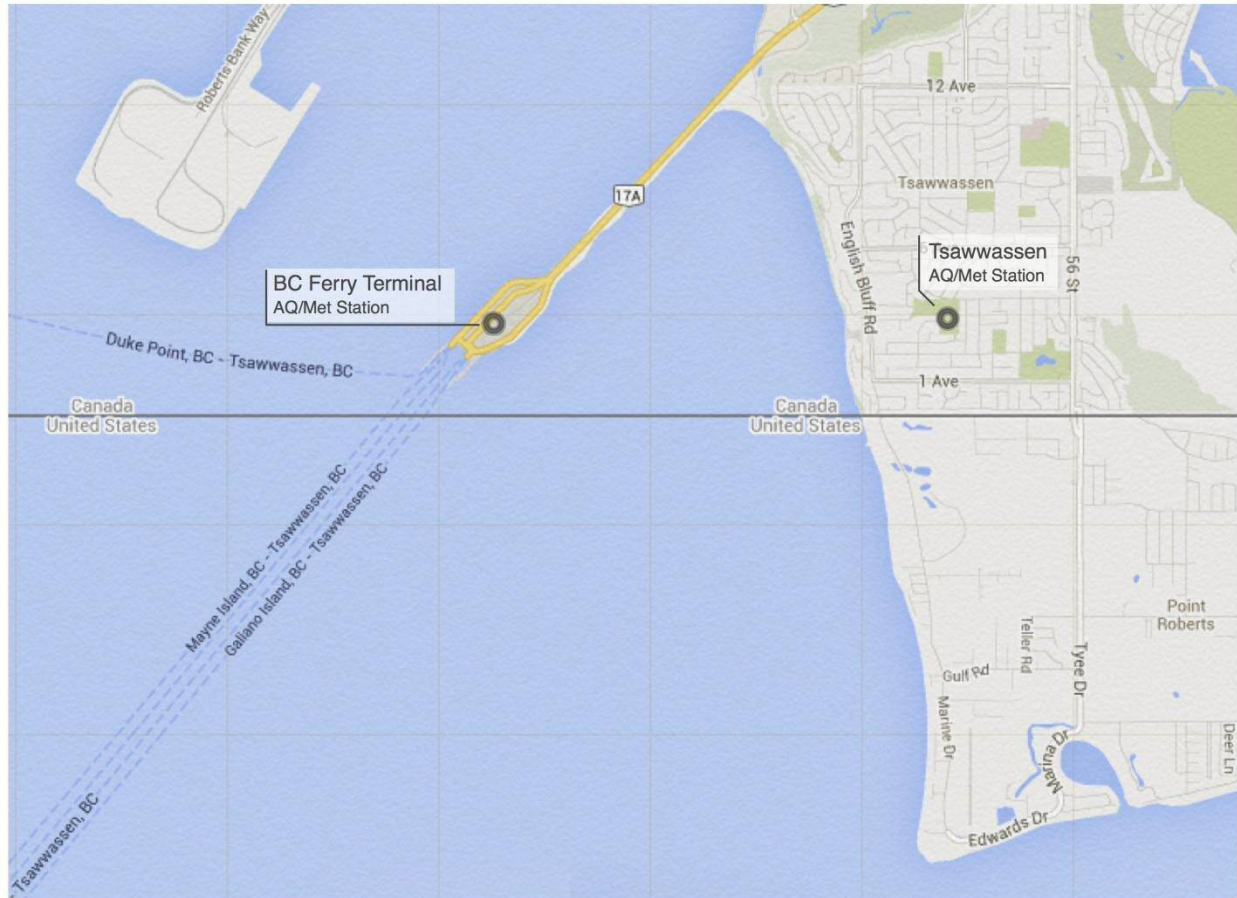 Roberts Bank Way
12 Ave
Tsawwassen
17A
English Bluff Rd
56 St
Tsawwassen
AQ/Met Station
BC Ferry Terminal
AQ/Met Station
Duke Point, BC - Tsawwassen, BC
1 Ave
Canada
United States
Canada
United States
Mayne Island, BC - Tsawwassen, BC
Galiano Island, BC - Tsawwassen, BC
Point
Roberts
Teller Rd
Tyee Dr
Gulf Rd
Marine Dr
Marina Dr
Deer Ln
Edwards Dr
Tsawwassen, BC